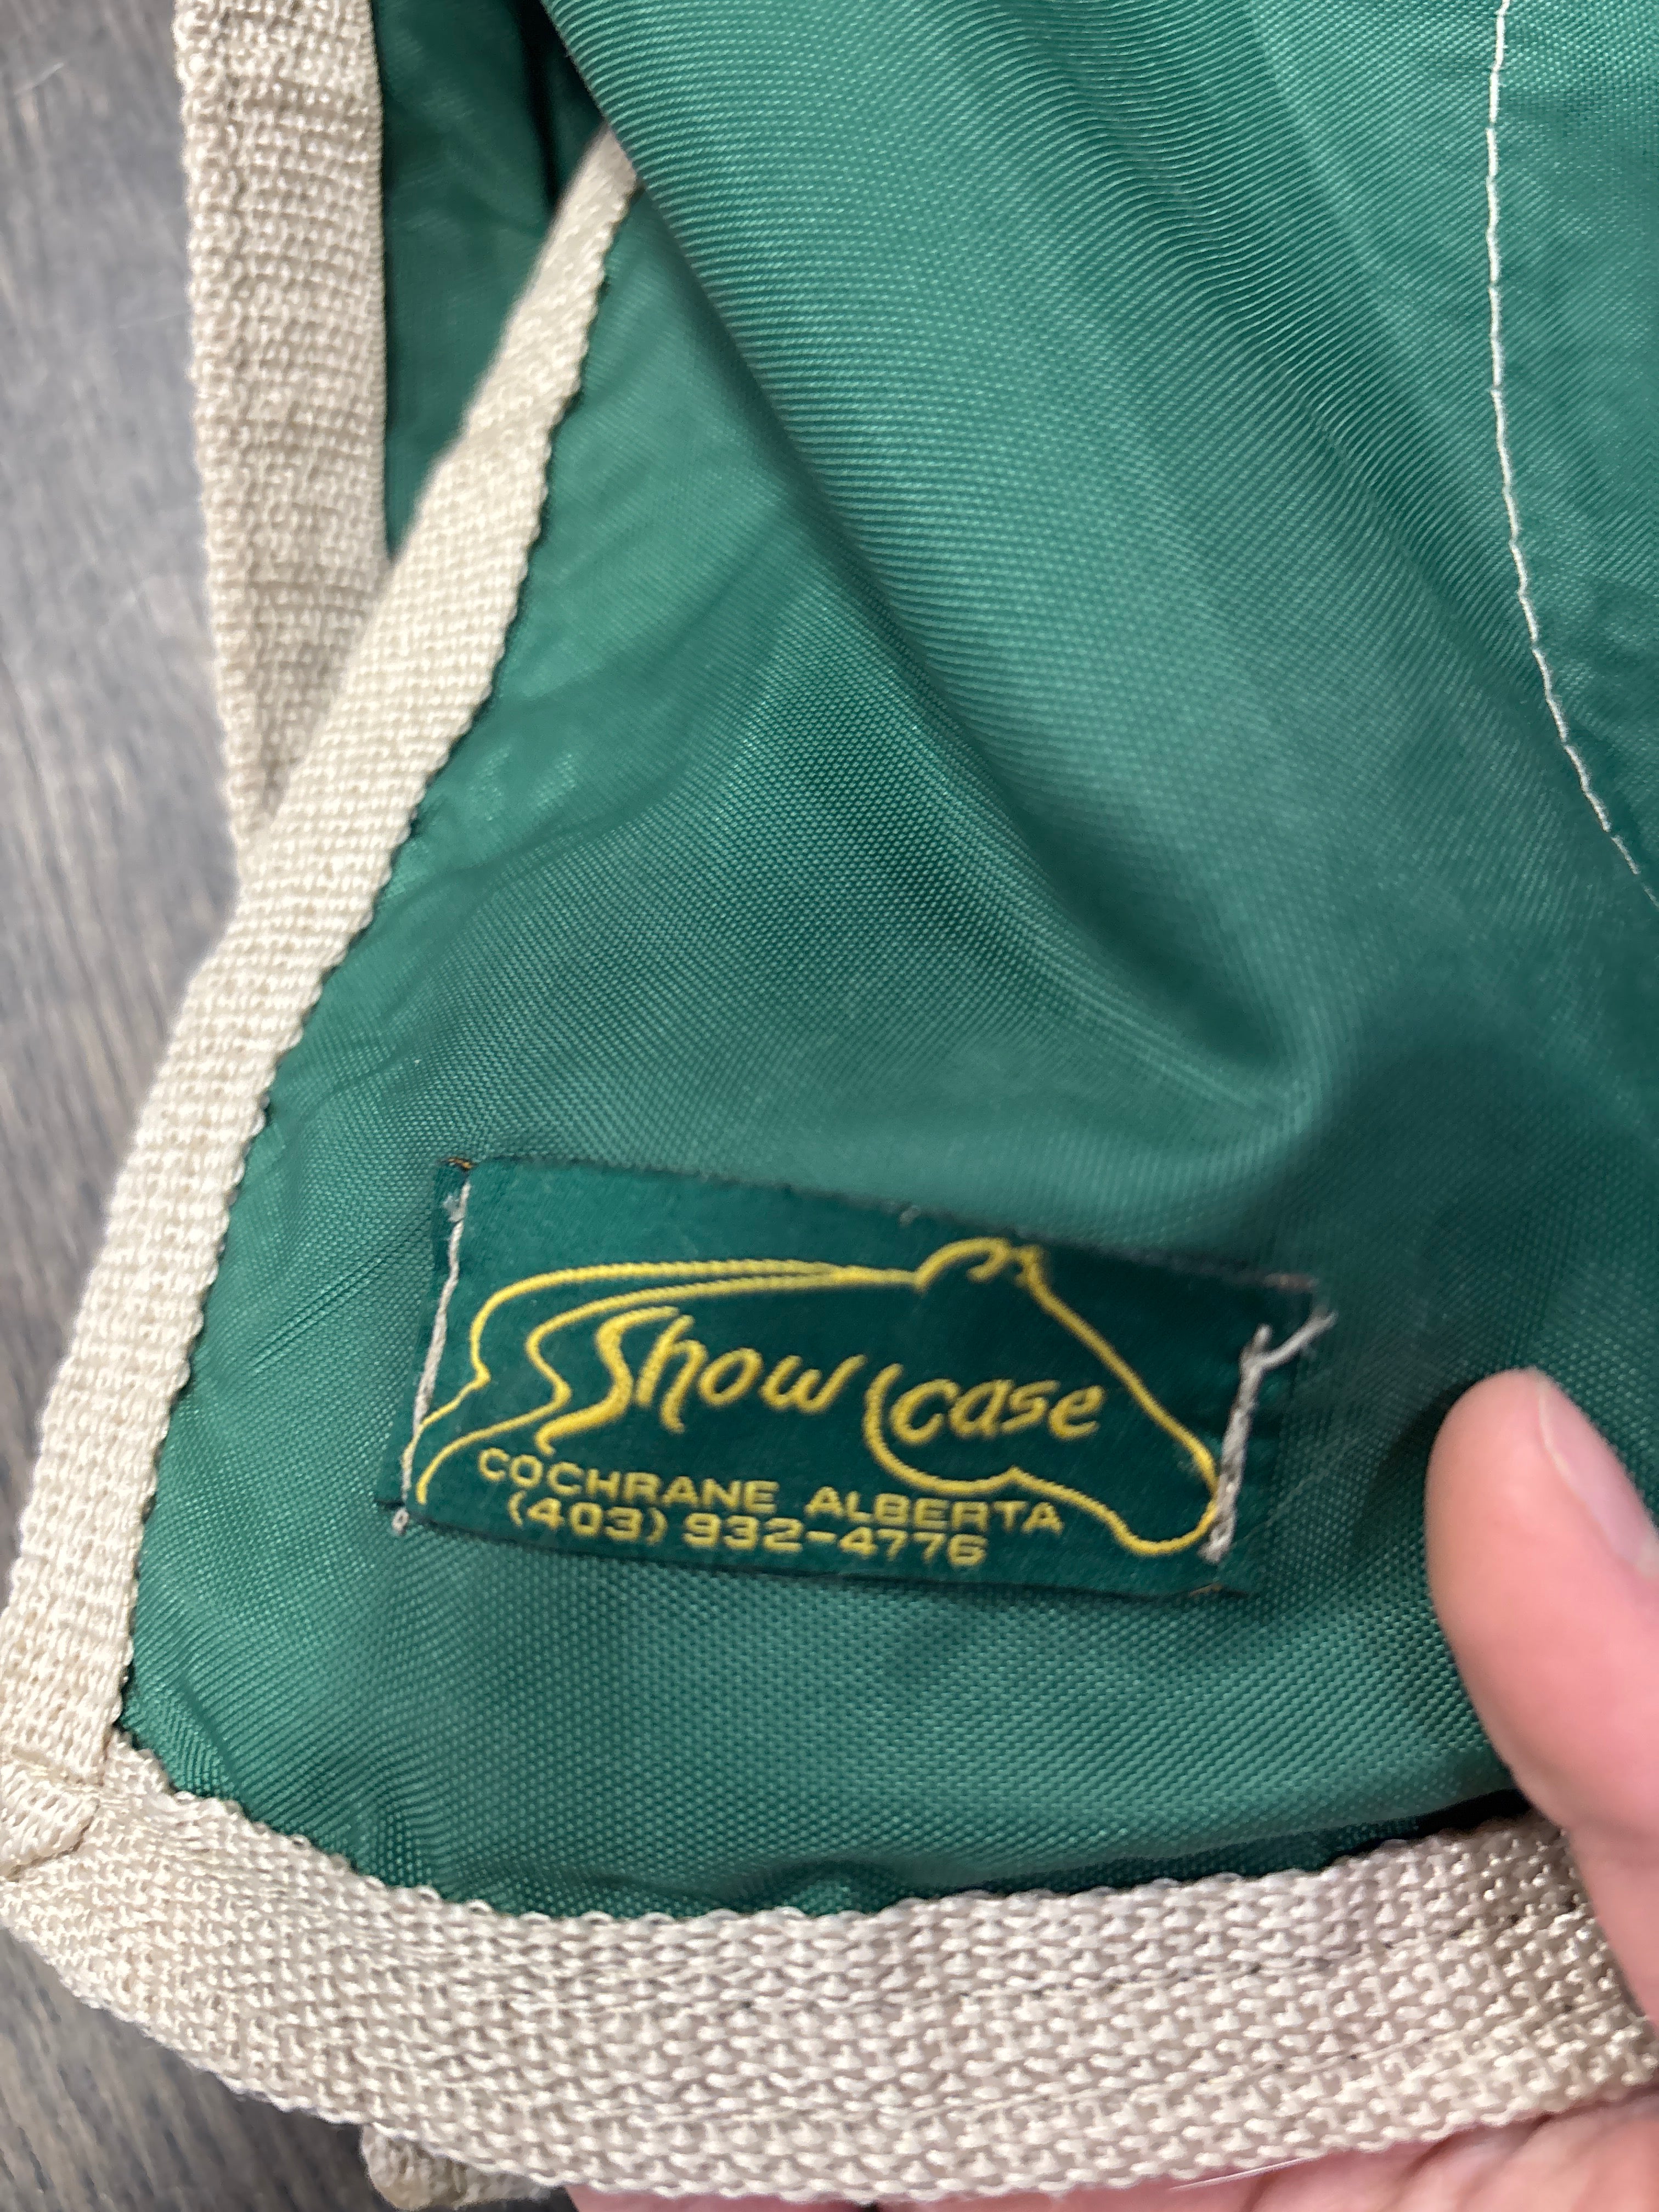 Show case
COCHRANE ALBERTA
(403) 932-4776